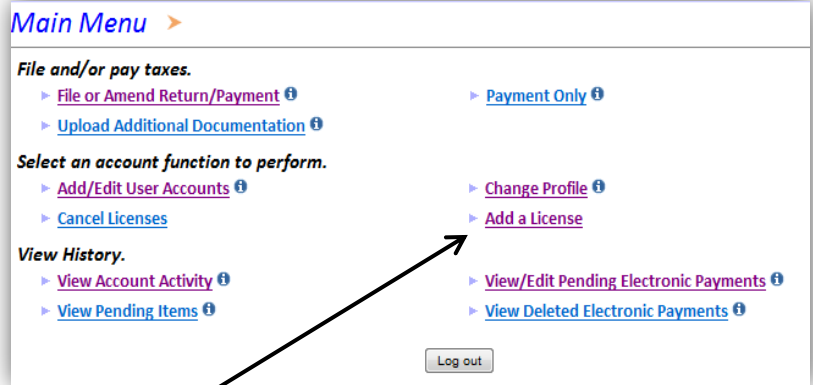 Main Menu
File and/or pay taxes.
File or Amend Return/Payment
Payment Only
Upload Additional Documentation
Select an account function to perform.
Add/Edit User Accounts
Change Profile
Cancel Licenses
Add a License
View History.
View Account Activity
View/Edit Pending Electronic Payments
View Pending Items
View Deleted Electronic Payments
Log out